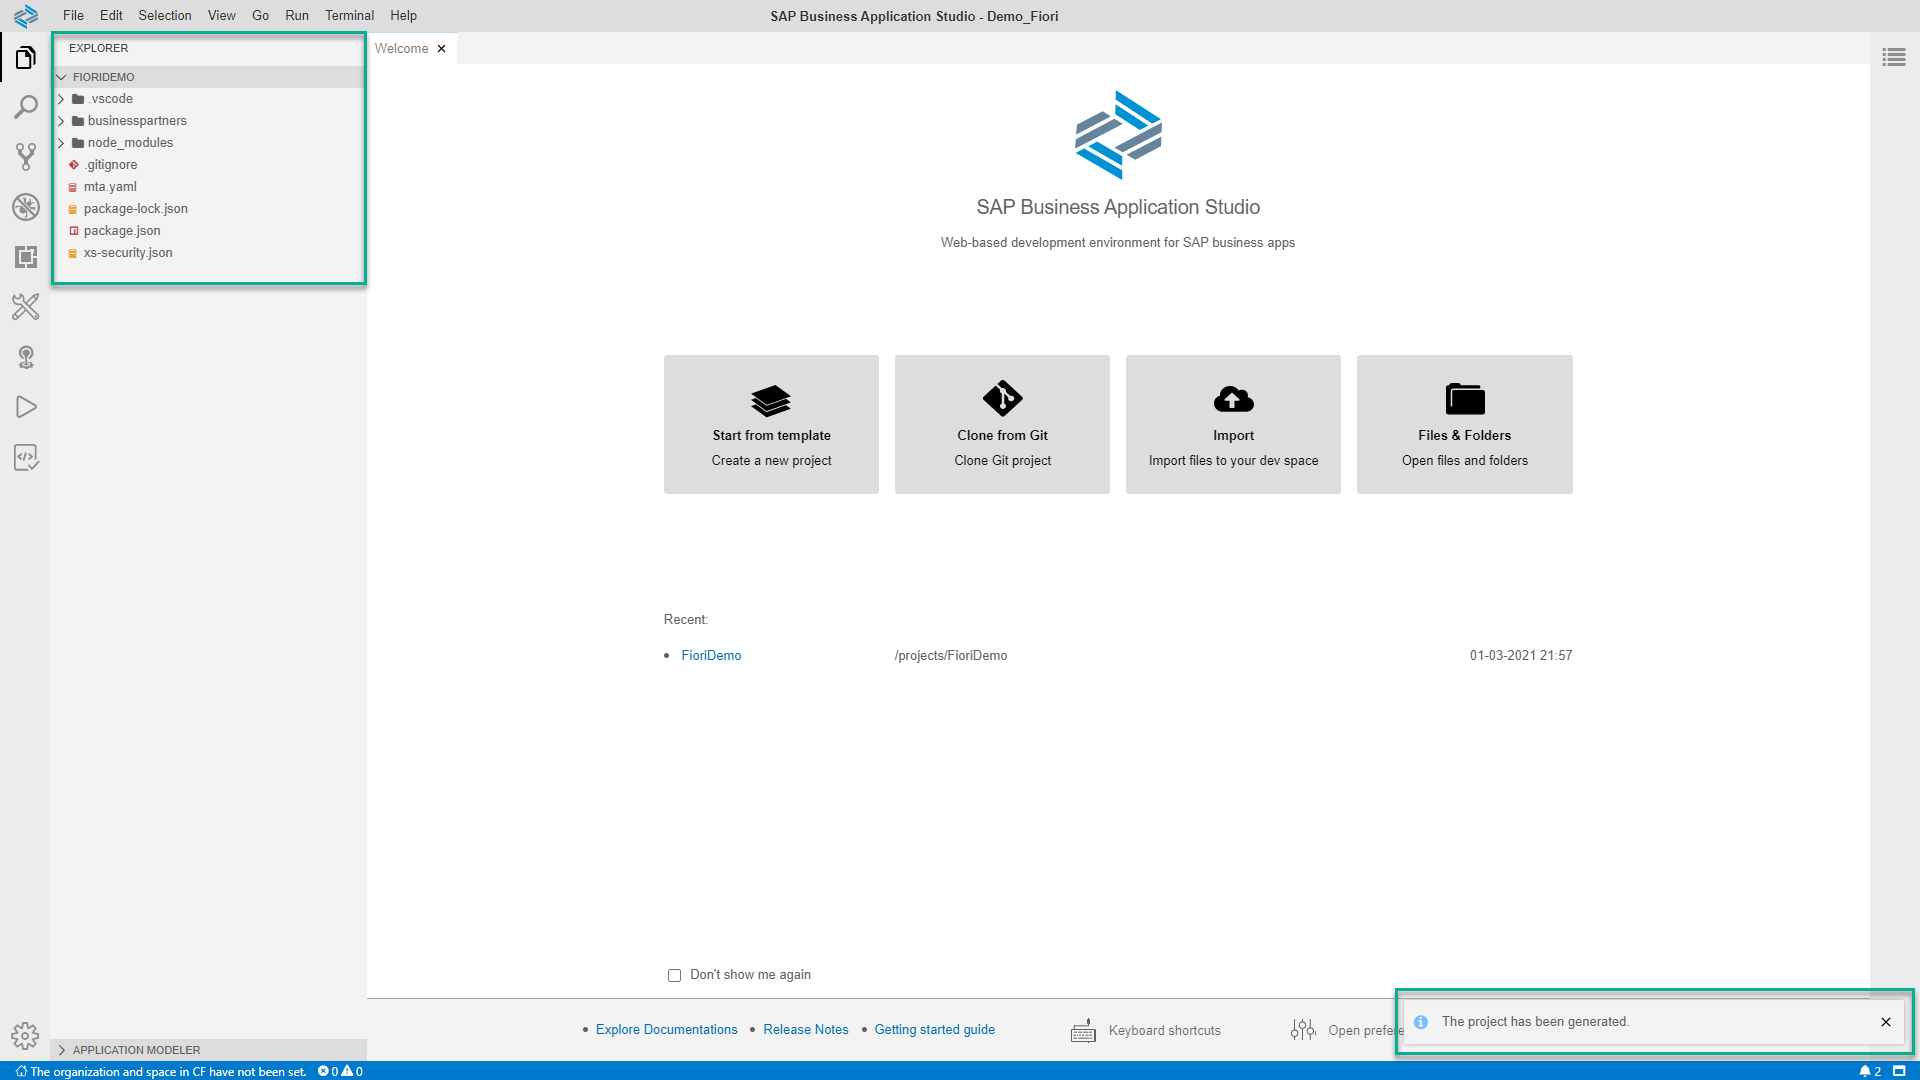 File Edit Selection View Go Run Terminal Help
SAP Business Application Studio - Demo_Fiori
EXPLORER
FIORIDEMO
.vscode
businesspartners
node_modules
.gitignore
mta.yaml
package-lock.json
package.json
xs-security.json
APPLICATION MODELER
Welcome
SAP Business Application Studio
Web-based development environment for SAP business apps
Start from template
Create a new project
Clone from Git
Clone Git project
Import
Import files to your dev space
Files & Folders
Open files and folders
Recent:
• FioriDemo /projects/FioriDemo 01-03-2021 21:57
Don't show me again
• Explore Documentations • Release Notes • Getting started guide
Keyboard shortcuts
Open prefere
The project has been generated.
The organization and space in CF have not been set. 0 0
2